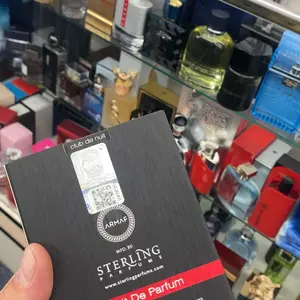 club de nuit
ARMAF
MFD. BY
STERLING
PARFUMS
www.sterlingparfums.com
De Parfum